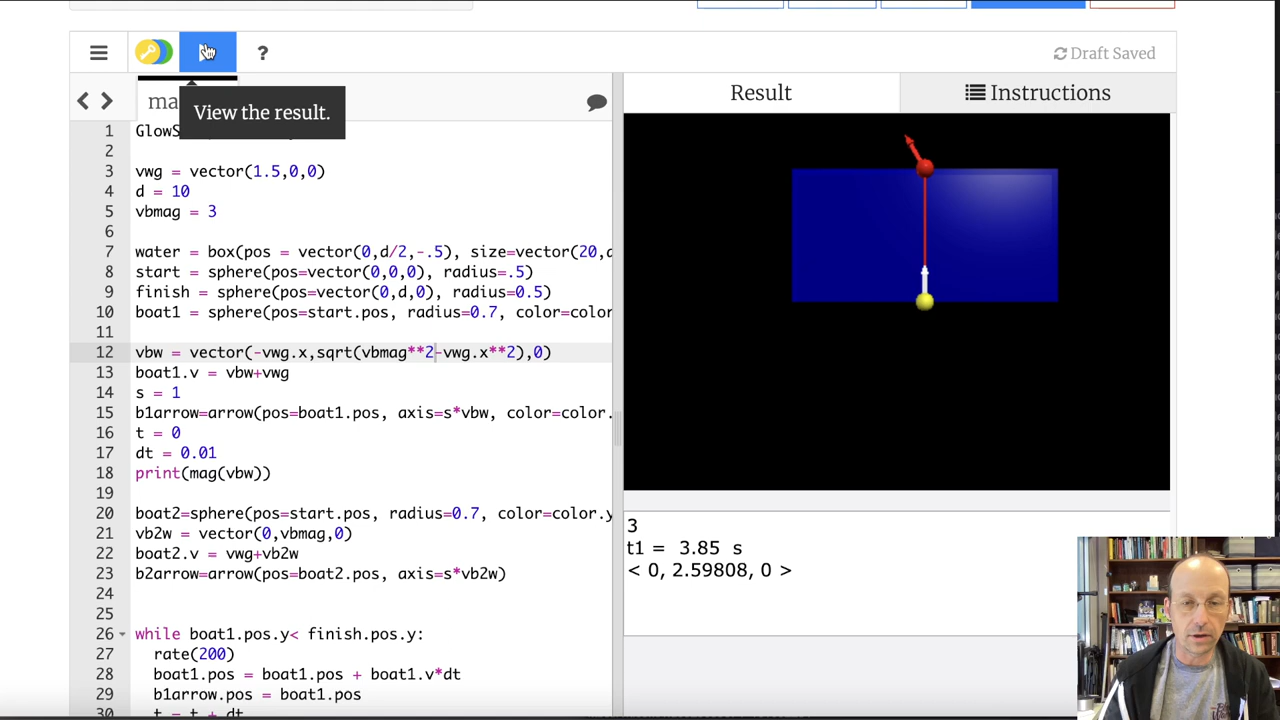 ?
Draft Saved
ma
View the result.
Result
Instructions
1 GlowS
2
3 vwg = vector(1.5,0,0)
4 d = 10
5 vbmag = 3
6
7 water = box(pos = vector(0,d/2,-.5), size=vector(20,d
8 start = sphere(pos=vector(0,0,0), radius=.5)
9 finish = sphere(pos=vector(0,d,0), radius=0.5)
10 boat1 = sphere(pos=start.pos, radius=0.7, color=color
11
12 vbw = vector(-vwg.x,sqrt(vbmag**2-vwg.x**2),0)
13 boat1.v = vbw+vwg
14 s = 1
15 b1arrow=arrow(pos=boat1.pos, axis=s*vbw, color=color.
16 t = 0
17 dt = 0.01
18 print(mag(vbw))
19
20 boat2=sphere(pos=start.pos, radius=0.7, color=color.y
21 vb2w = vector(0,vbmag,0)
22 boat2.v = vwg+vb2w
23 b2arrow=arrow(pos=boat2.pos, axis=s*vb2w)
24
25
26 while boat1.pos.y< finish.pos.y:
27 rate(200)
28 boat1.pos = boat1.pos + boat1.v*dt
29 b1arrow.pos = boat1.pos
30 t = t + dt
3
t1 = 3.85 s
< 0, 2.59808, 0 >